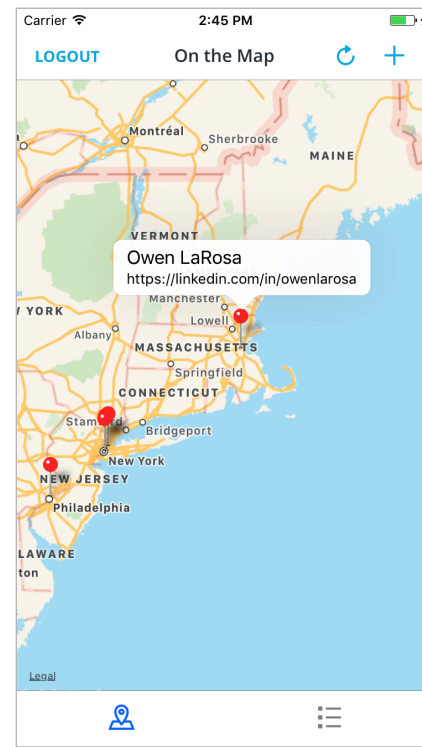 Carrier 2:45 PM
LOGOUT On the Map
Montréal
Sherbrooke
MAINE
VERMONT
Owen LaRosa
https://linkedin.com/in/owenlarosa
Manchester
YORK
Lowell
Albany
MASSACHUSETTS
Springfield
CONNECTICUT
Stamford
Bridgeport
New York
NEW JERSEY
Philadelphia
LAWARE
ton
Legal